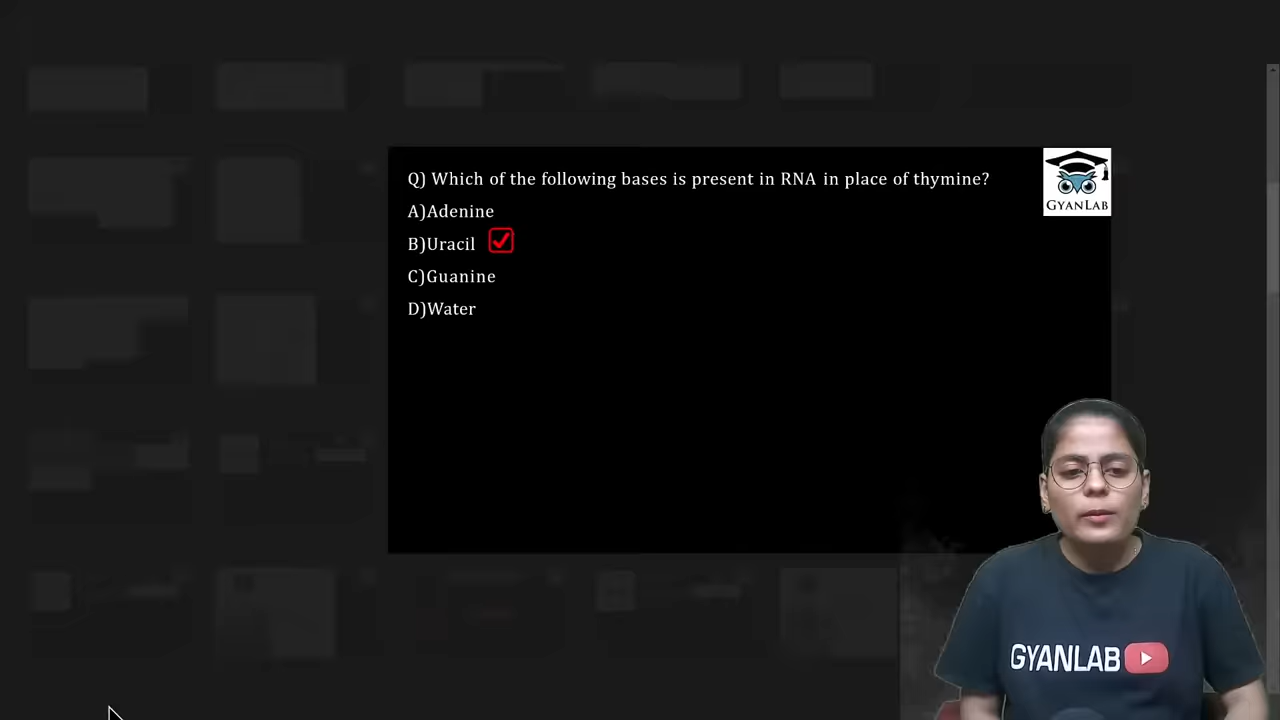 Q) Which of the following bases is present in RNA in place of thymine?
A)Adenine
B)Uracil
C)Guanine
D)Water
GYANLAB
GYANLAB